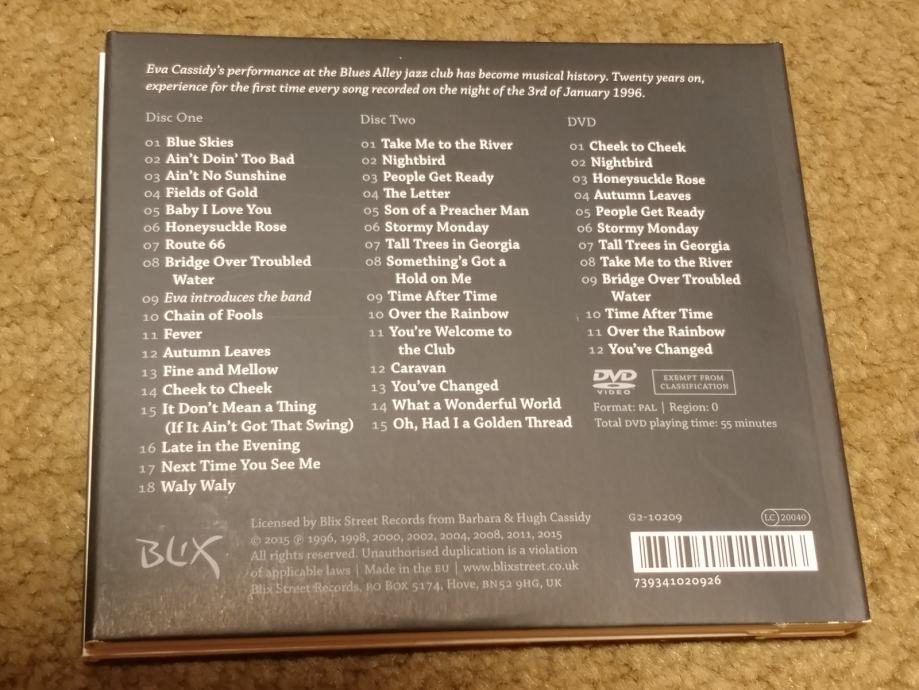 Eva Cassidy's performance at the Blues Alley jazz club has become musical history. Twenty years on,
experience for the first time every song recorded on the night of the 3rd of January 1996.
Disc One
01 Blue Skies
02 Ain't Doin' Too Bad
03 Ain't No Sunshine
04 Fields of Gold
05 Baby I Love You
06 Honeysuckle Rose
07 Route 66
08 Bridge Over Troubled
Water
09 Eva introduces the band
10 Chain of Fools
11 Fever
12 Autumn Leaves
13 Fine and Mellow
14 Cheek to Cheek
15 It Don't Mean a Thing
(If It Ain't Got That Swing)
16 Late in the Evening
17 Next Time You See Me
18 Waly Waly
Disc Two
01 Take Me to the River
02 Nightbird
03 People Get Ready
04 The Letter
05 Son of a Preacher Man
06 Stormy Monday
07 Tall Trees in Georgia
08 Something's Got a
Hold on Me
09 Time After Time
10 Over the Rainbow
11 You're Welcome to
the Club
12 Caravan
13 You've Changed
14 What a Wonderful World
15 Oh, Had I a Golden Thread
DVD
01 Cheek to Cheek
02 Nightbird
03 Honeysuckle Rose
04 Autumn Leaves
05 People Get Ready
06 Stormy Monday
07 Tall Trees in Georgia
08 Take Me to the River
09 Bridge Over Troubled
Water
10 Time After Time
11 Over the Rainbow
12 You've Changed
DVD
VIDEO
EXEMPT FROM
CLASSIFICATION
Format: PAL | Region: 0
Total DVD playing time: 55 minutes
BLIX
Licensed by Blix Street Records from Barbara & Hugh Cassidy
© 2015 ℗ 1996, 1998, 2000, 2002, 2004, 2008, 2011, 2015
All rights reserved. Unauthorised duplication is a violation
of applicable laws | Made in the EU | www.blixstreet.co.uk
Blix Street Records, PO BOX 5174, Hove, BN52 9HG, UK
G2-10209
LC 20040
739341020926